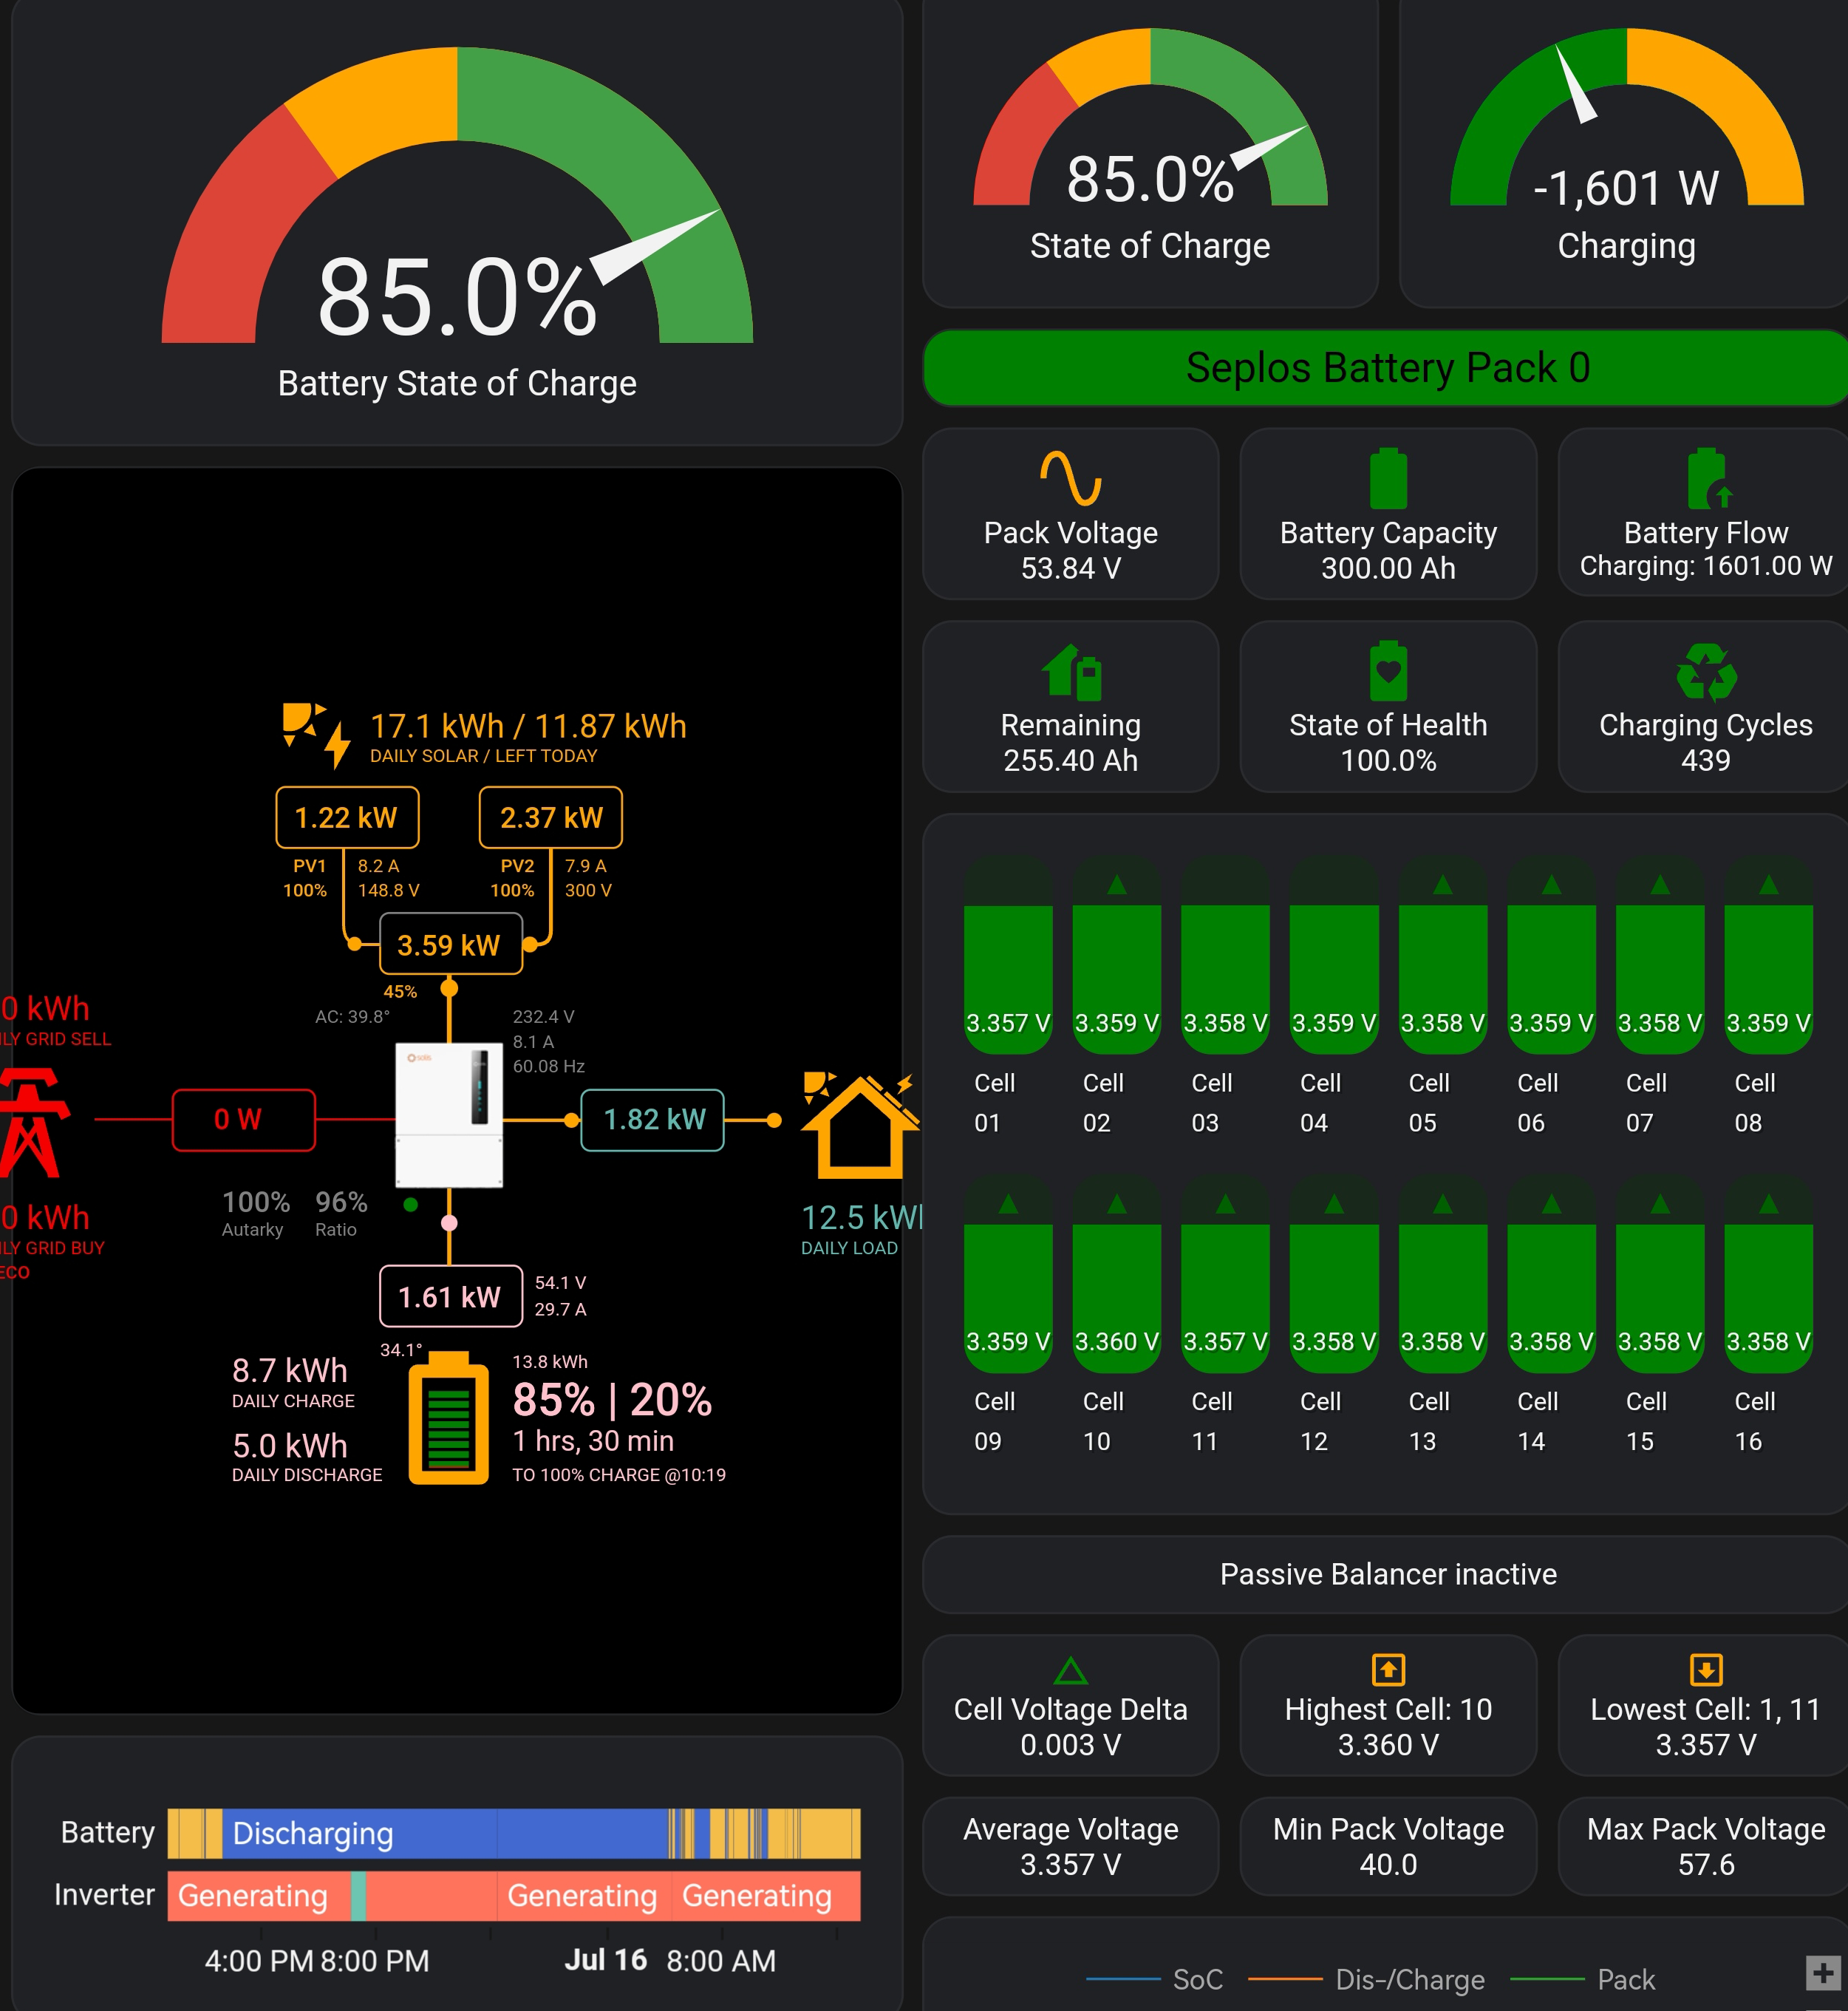 85.0%
Battery State of Charge
85.0%
State of Charge
-1,601 W
Charging
Seplos Battery Pack 0
Pack Voltage
53.84 V
Battery Capacity
300.00 Ah
Battery Flow
Charging: 1601.00 W
Remaining
255.40 Ah
State of Health
100.0%
Charging Cycles
439
17.1 kWh / 11.87 kWh
DAILY SOLAR / LEFT TODAY
1.22 kW
2.37 kW
PV1
100%
8.2 A
148.8 V
PV2
100%
7.9 A
300 V
3.59 kW
45%
AC: 39.8°
232.4 V
8.1 A
60.08 Hz
0 kWh
ILY GRID SELL
solis
0 W
1.82 kW
100%
Autarky
96%
Ratio
0 kWh
ILY GRID BUY
ECO
12.5 kWh
DAILY LOAD
1.61 kW
54.1 V
29.7 A
34.1°
8.7 kWh
DAILY CHARGE
5.0 kWh
DAILY DISCHARGE
13.8 kWh
85% | 20%
1 hrs, 30 min
TO 100% CHARGE @10:19
3.357 V 3.359 V 3.358 V 3.359 V 3.358 V 3.359 V 3.358 V 3.359 V
Cell Cell Cell Cell Cell Cell Cell Cell
01 02 03 04 05 06 07 08
3.359 V 3.360 V 3.357 V 3.358 V 3.358 V 3.358 V 3.358 V 3.358 V
Cell Cell Cell Cell Cell Cell Cell Cell
09 10 11 12 13 14 15 16
Passive Balancer inactive
Cell Voltage Delta
0.003 V
Highest Cell: 10
3.360 V
Lowest Cell: 1, 11
3.357 V
Average Voltage
3.357 V
Min Pack Voltage
40.0
Max Pack Voltage
57.6
Battery
Discharging
Inverter
Generating Generating Generating
4:00 PM 8:00 PM Jul 16 8:00 AM
SoC Dis-/Charge Pack